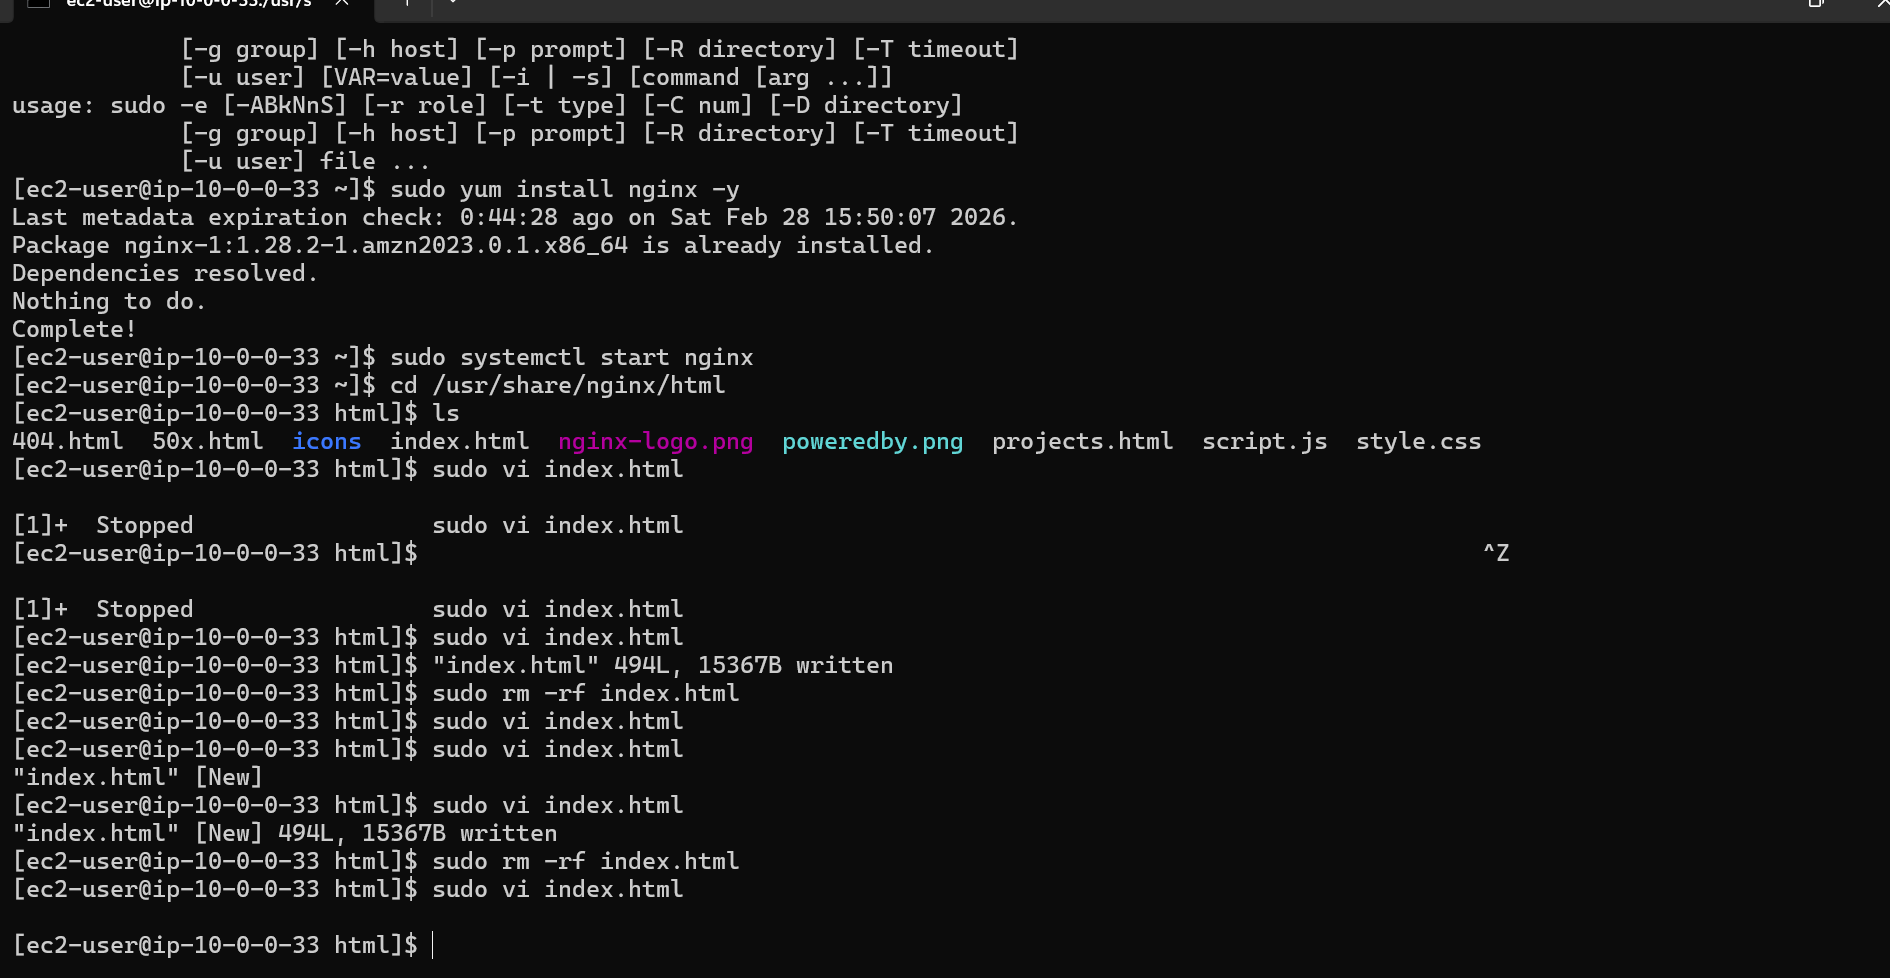 ec2-user@ip-10-0-0-33:/usr/s
[-g group] [-h host] [-p prompt] [-R directory] [-T timeout]
[-u user] [VAR=value] [-i | -s] [command [arg ...]]
usage: sudo -e [-ABkNnS] [-r role] [-t type] [-C num] [-D directory]
[-g group] [-h host] [-p prompt] [-R directory] [-T timeout]
[-u user] file ...
[ec2-user@ip-10-0-0-33 ~]$ sudo yum install nginx -y
Last metadata expiration check: 0:44:28 ago on Sat Feb 28 15:50:07 2026.
Package nginx-1:1.28.2-1.amzn2023.0.1.x86_64 is already installed.
Dependencies resolved.
Nothing to do.
Complete!
[ec2-user@ip-10-0-0-33 ~]$ sudo systemctl start nginx
[ec2-user@ip-10-0-0-33 ~]$ cd /usr/share/nginx/html
[ec2-user@ip-10-0-0-33 html]$ ls
404.html  50x.html  icons  index.html  nginx-logo.png  poweredby.png  projects.html  script.js  style.css
[ec2-user@ip-10-0-0-33 html]$ sudo vi index.html
[1]+  Stopped                 sudo vi index.html
[ec2-user@ip-10-0-0-33 html]$ ^Z
[1]+  Stopped                 sudo vi index.html
[ec2-user@ip-10-0-0-33 html]$ sudo vi index.html
[ec2-user@ip-10-0-0-33 html]$ "index.html" 494L, 15367B written
[ec2-user@ip-10-0-0-33 html]$ sudo rm -rf index.html
[ec2-user@ip-10-0-0-33 html]$ sudo vi index.html
[ec2-user@ip-10-0-0-33 html]$ sudo vi index.html
"index.html" [New]
[ec2-user@ip-10-0-0-33 html]$ sudo vi index.html
"index.html" [New] 494L, 15367B written
[ec2-user@ip-10-0-0-33 html]$ sudo rm -rf index.html
[ec2-user@ip-10-0-0-33 html]$ sudo vi index.html
[ec2-user@ip-10-0-0-33 html]$